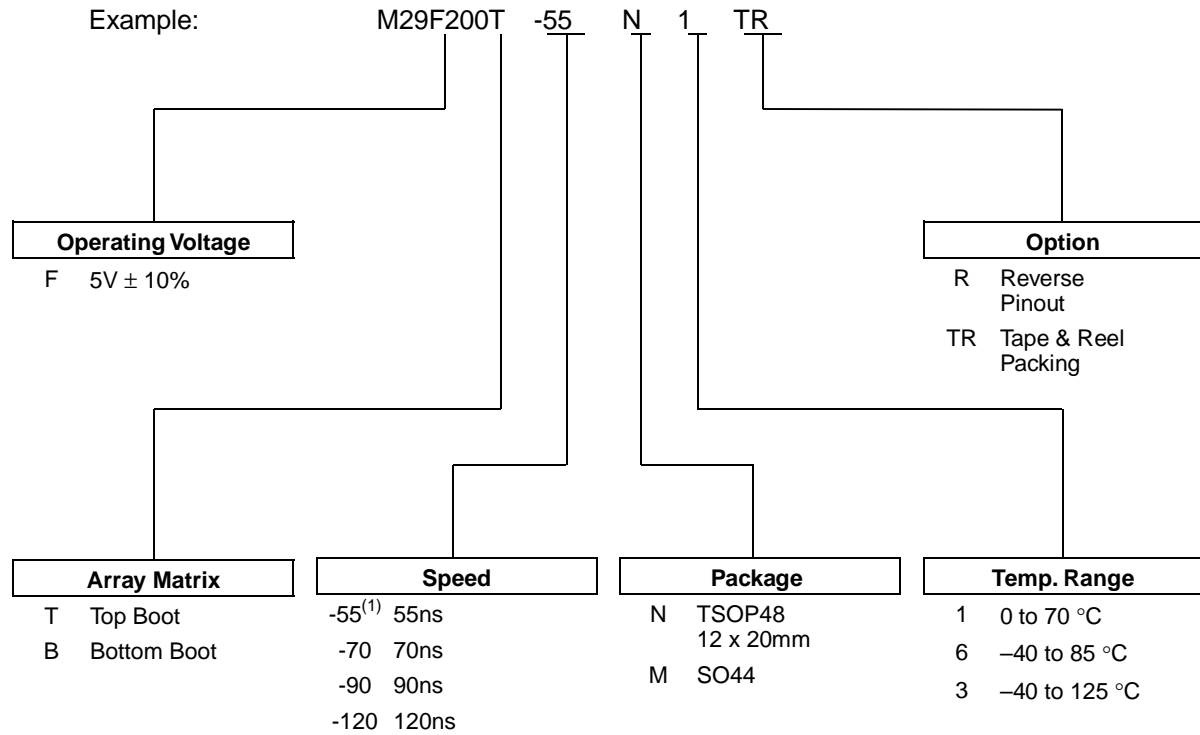 Example: M29F200T -55 N 1 TR
Operating Voltage
F 5V ± 10%
Option
R Reverse
Pinout
TR Tape & Reel
Packing
Array Matrix
T Top Boot
B Bottom Boot
Speed
-55(1) 55ns
-70 70ns
-90 90ns
-120 120ns
Package
N TSOP48
12 x 20mm
M SO44
Temp. Range
1 0 to 70 °C
6 –40 to 85 °C
3 –40 to 125 °C